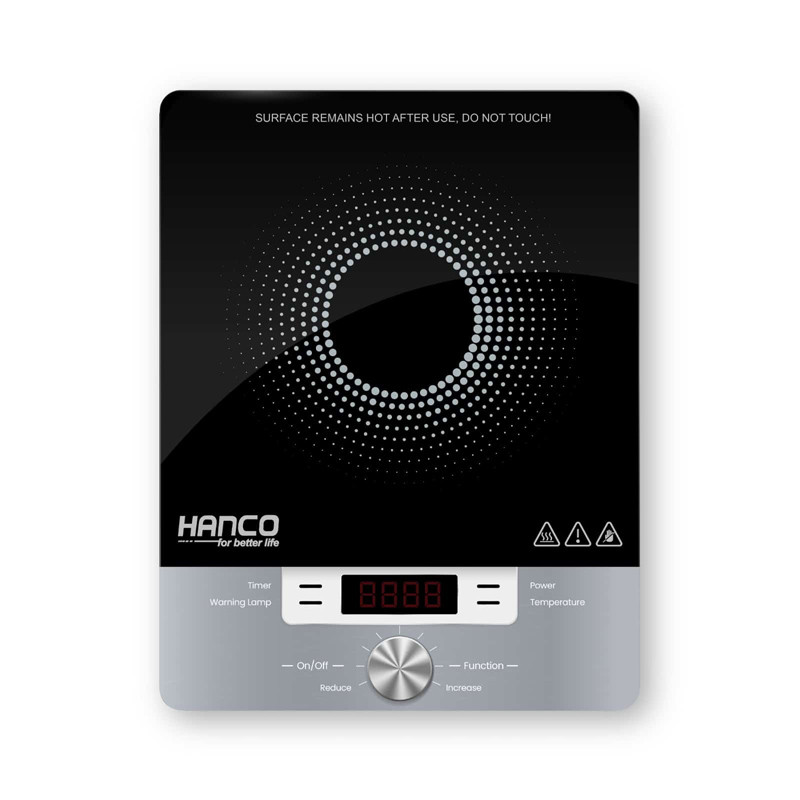 SURFACE REMAINS HOT AFTER USE, DO NOT TOUCH!
HANCO
for better life
Timer
Power
Warning Lamp
Temperature
On/Off
Function
Reduce
Increase